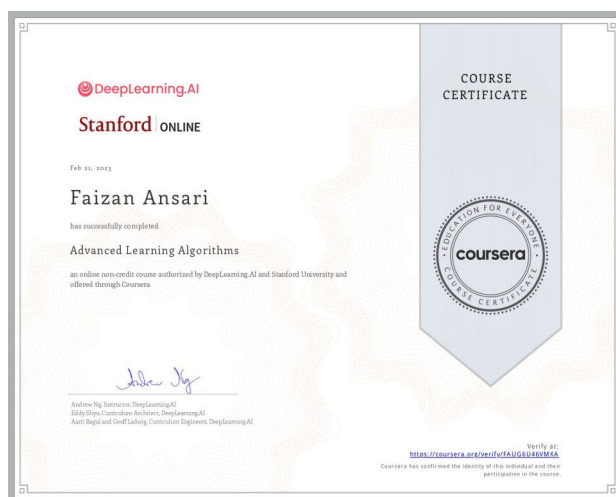 DeepLearning.AI
Stanford | ONLINE
Feb 21, 2023
Faizan Ansari
has successfully completed
Advanced Learning Algorithms
an online non-credit course authorized by DeepLearning.AI and Stanford University and
offered through Coursera
Andrew Ng
Andrew Ng, Instructor, DeepLearning.AI
Eddy Shyu, Curriculum Architect, DeepLearning.AI
Aarti Bagul and Geoff Ladwig, Curriculum Engineers, DeepLearning.AI
COURSE
CERTIFICATE
EDUCATION FOR EVERYONE
coursera
COURSE CERTIFICATE
Verify at:
https://coursera.org/verify/FAUG6U46VMXA
Coursera has confirmed the identity of this individual and their
participation in the course.